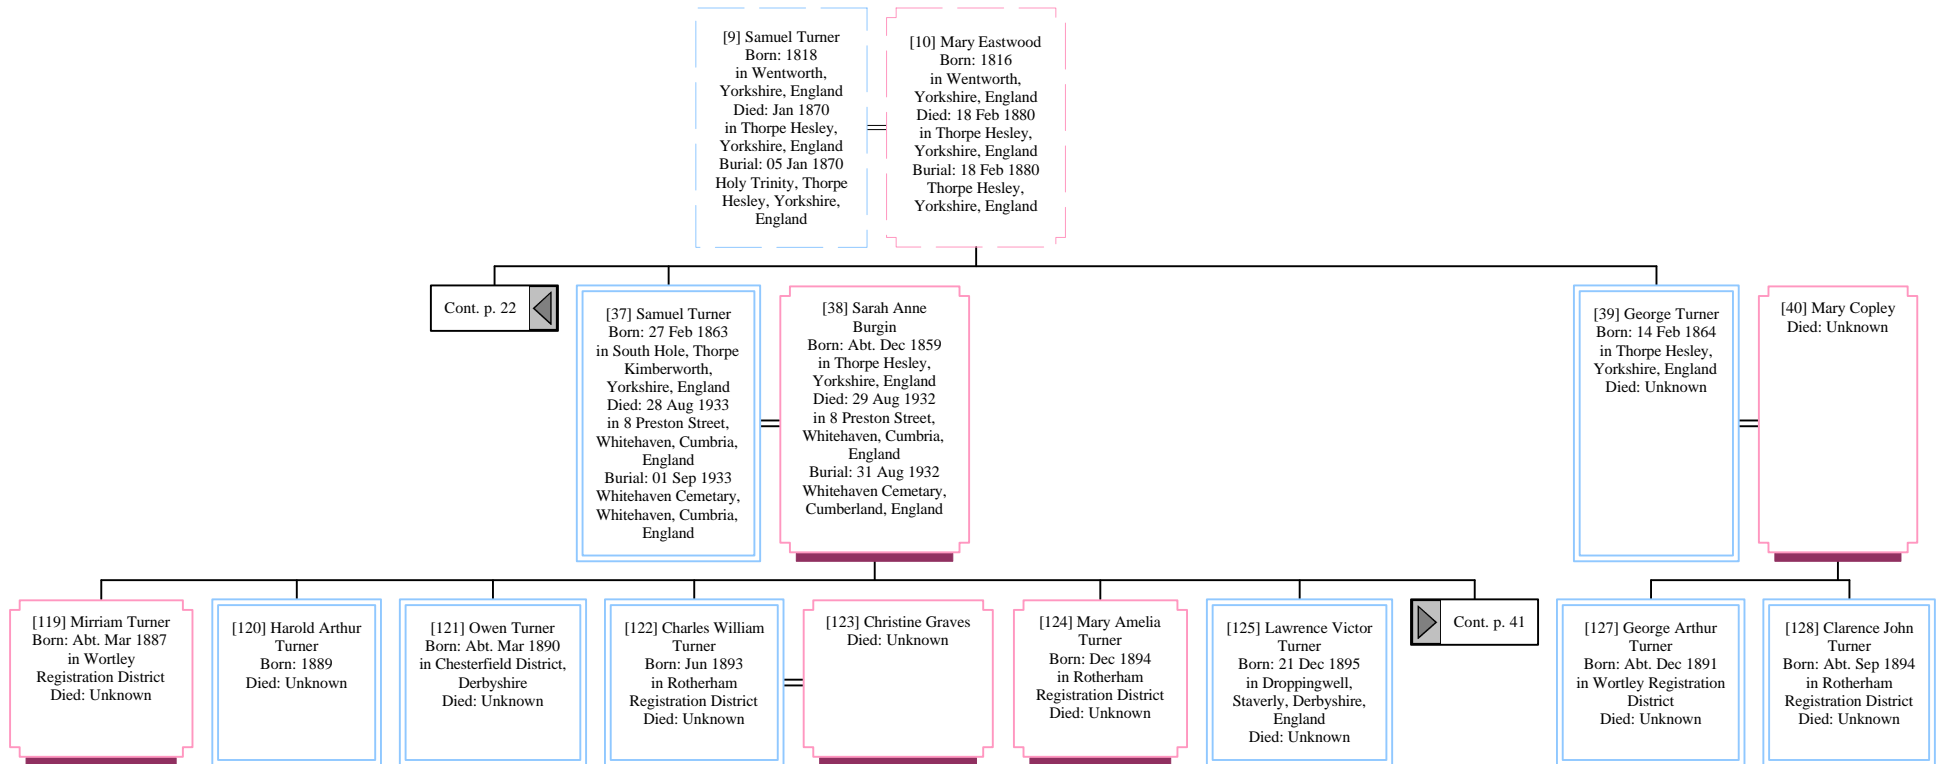 [9] Samuel Turner
Born: 1818
in Wentworth,
Yorkshire, England
Died: Jan 1870
in Thorpe Hesley,
Yorkshire, England
Burial: 05 Jan 1870
Holy Trinity, Thorpe
Hesley, Yorkshire,
England
[10] Mary Eastwood
Born: 1816
in Wentworth,
Yorkshire, England
Died: 18 Feb 1880
in Thorpe Hesley,
Yorkshire, England
Burial: 18 Feb 1880
Thorpe Hesley,
Yorkshire, England
Cont. p. 22
[37] Samuel Turner
Born: 27 Feb 1863
in South Hole, Thorpe
Kimberworth,
Yorkshire, England
Died: 28 Aug 1933
in 8 Preston Street,
Whitehaven, Cumbria,
England
Burial: 01 Sep 1933
Whitehaven Cemetary,
Whitehaven, Cumbria,
England
[38] Sarah Anne
Burgin
Born: Abt. Dec 1859
in Thorpe Hesley,
Yorkshire, England
Died: 29 Aug 1932
in 8 Preston Street,
Whitehaven, Cumbria,
England
Burial: 31 Aug 1932
Whitehaven Cemetary,
Cumberland, England
[39] George Turner
Born: 14 Feb 1864
in Thorpe Hesley,
Yorkshire, England
Died: Unknown
[40] Mary Copley
Died: Unknown
[119] Mirriam Turner
Born: Abt. Mar 1887
in Wortley
Registration District
Died: Unknown
[120] Harold Arthur
Turner
Born: 1889
Died: Unknown
[121] Owen Turner
Born: Abt. Mar 1890
in Chesterfield District,
Derbyshire
Died: Unknown
[122] Charles William
Turner
Born: Jun 1893
in Rotherham
Registration District
Died: Unknown
[123] Christine Graves
Died: Unknown
[124] Mary Amelia
Turner
Born: Dec 1894
in Rotherham
Registration District
Died: Unknown
[125] Lawrence Victor
Turner
Born: 21 Dec 1895
in Droppingwell,
Staverly, Derbyshire,
England
Died: Unknown
Cont. p. 41
[127] George Arthur
Turner
Born: Abt. Dec 1891
in Wortley Registration
District
Died: Unknown
[128] Clarence John
Turner
Born: Abt. Sep 1894
in Rotherham
Registration District
Died: Unknown